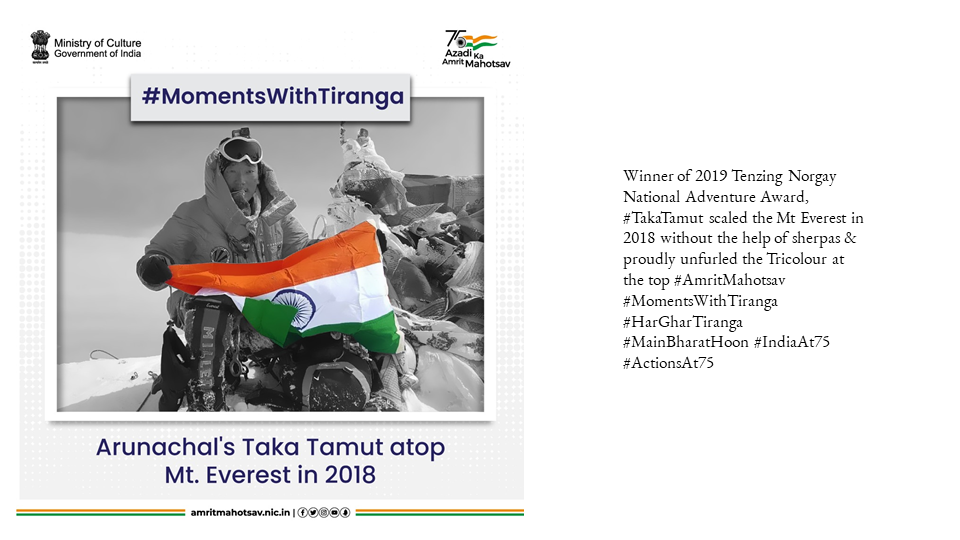 Ministry of Culture
Government of India
75
Azadi Ka
Amrit Mahotsav
#MomentsWithTiranga
Arunachal's Taka Tamut atop
Mt. Everest in 2018
amritmahotsav.nic.in |
Winner of 2019 Tenzing Norgay
National Adventure Award,
#TakaTamut scaled the Mt Everest in
2018 without the help of sherpas &
proudly unfurled the Tricolour at
the top #AmritMahotsav
#MomentsWithTiranga
#HarGharTiranga
#MainBharatHoon #IndiaAt75
#ActionsAt75